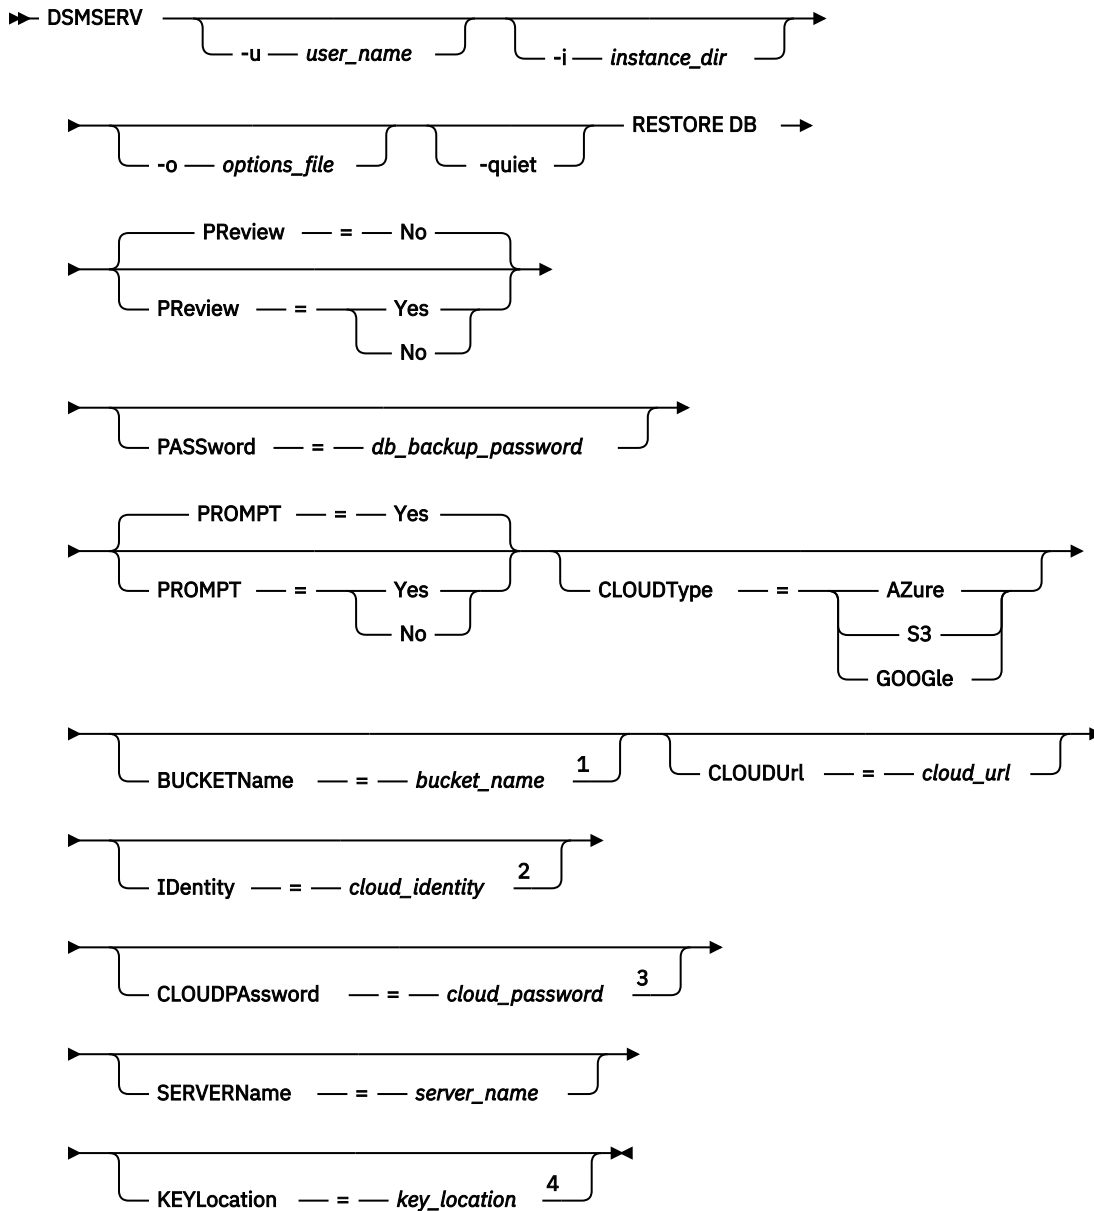 DSMSERV -u user_name -i instance_dir
-o options_file -quiet RESTORE DB
PReview = No
PReview = Yes
No
PASSword = db_backup_password
PROMPT = Yes
PROMPT = Yes
No
CLOUDType = AZure
S3
GOOGle
BUCKETName = bucket_name 1
CLOUDUrl = cloud_url
IDentity = cloud_identity 2
CLOUDPAssword = cloud_password 3
SERVERName = server_name
KEYLocation = key_location 4